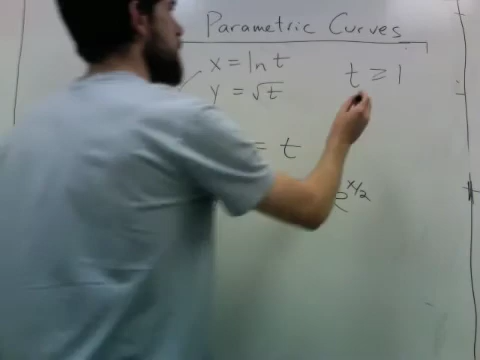 Parametric Curves
x = ln t
t ≥ 1
y = √t
= t
e^{x/2}